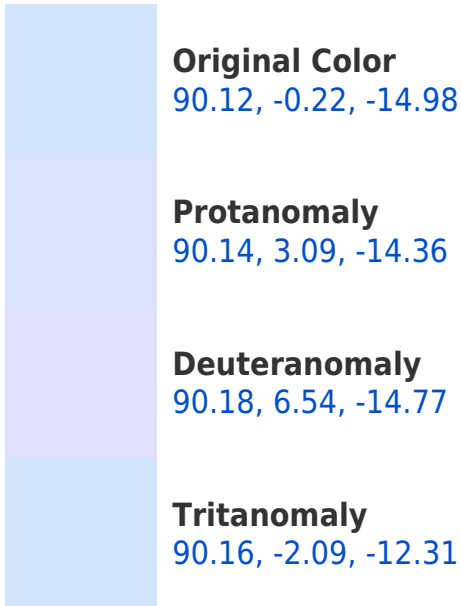 Original Color
90.12, -0.22, -14.98
Protanomaly
90.14, 3.09, -14.36
Deuteranomaly
90.18, 6.54, -14.77
Tritanomaly
90.16, -2.09, -12.31